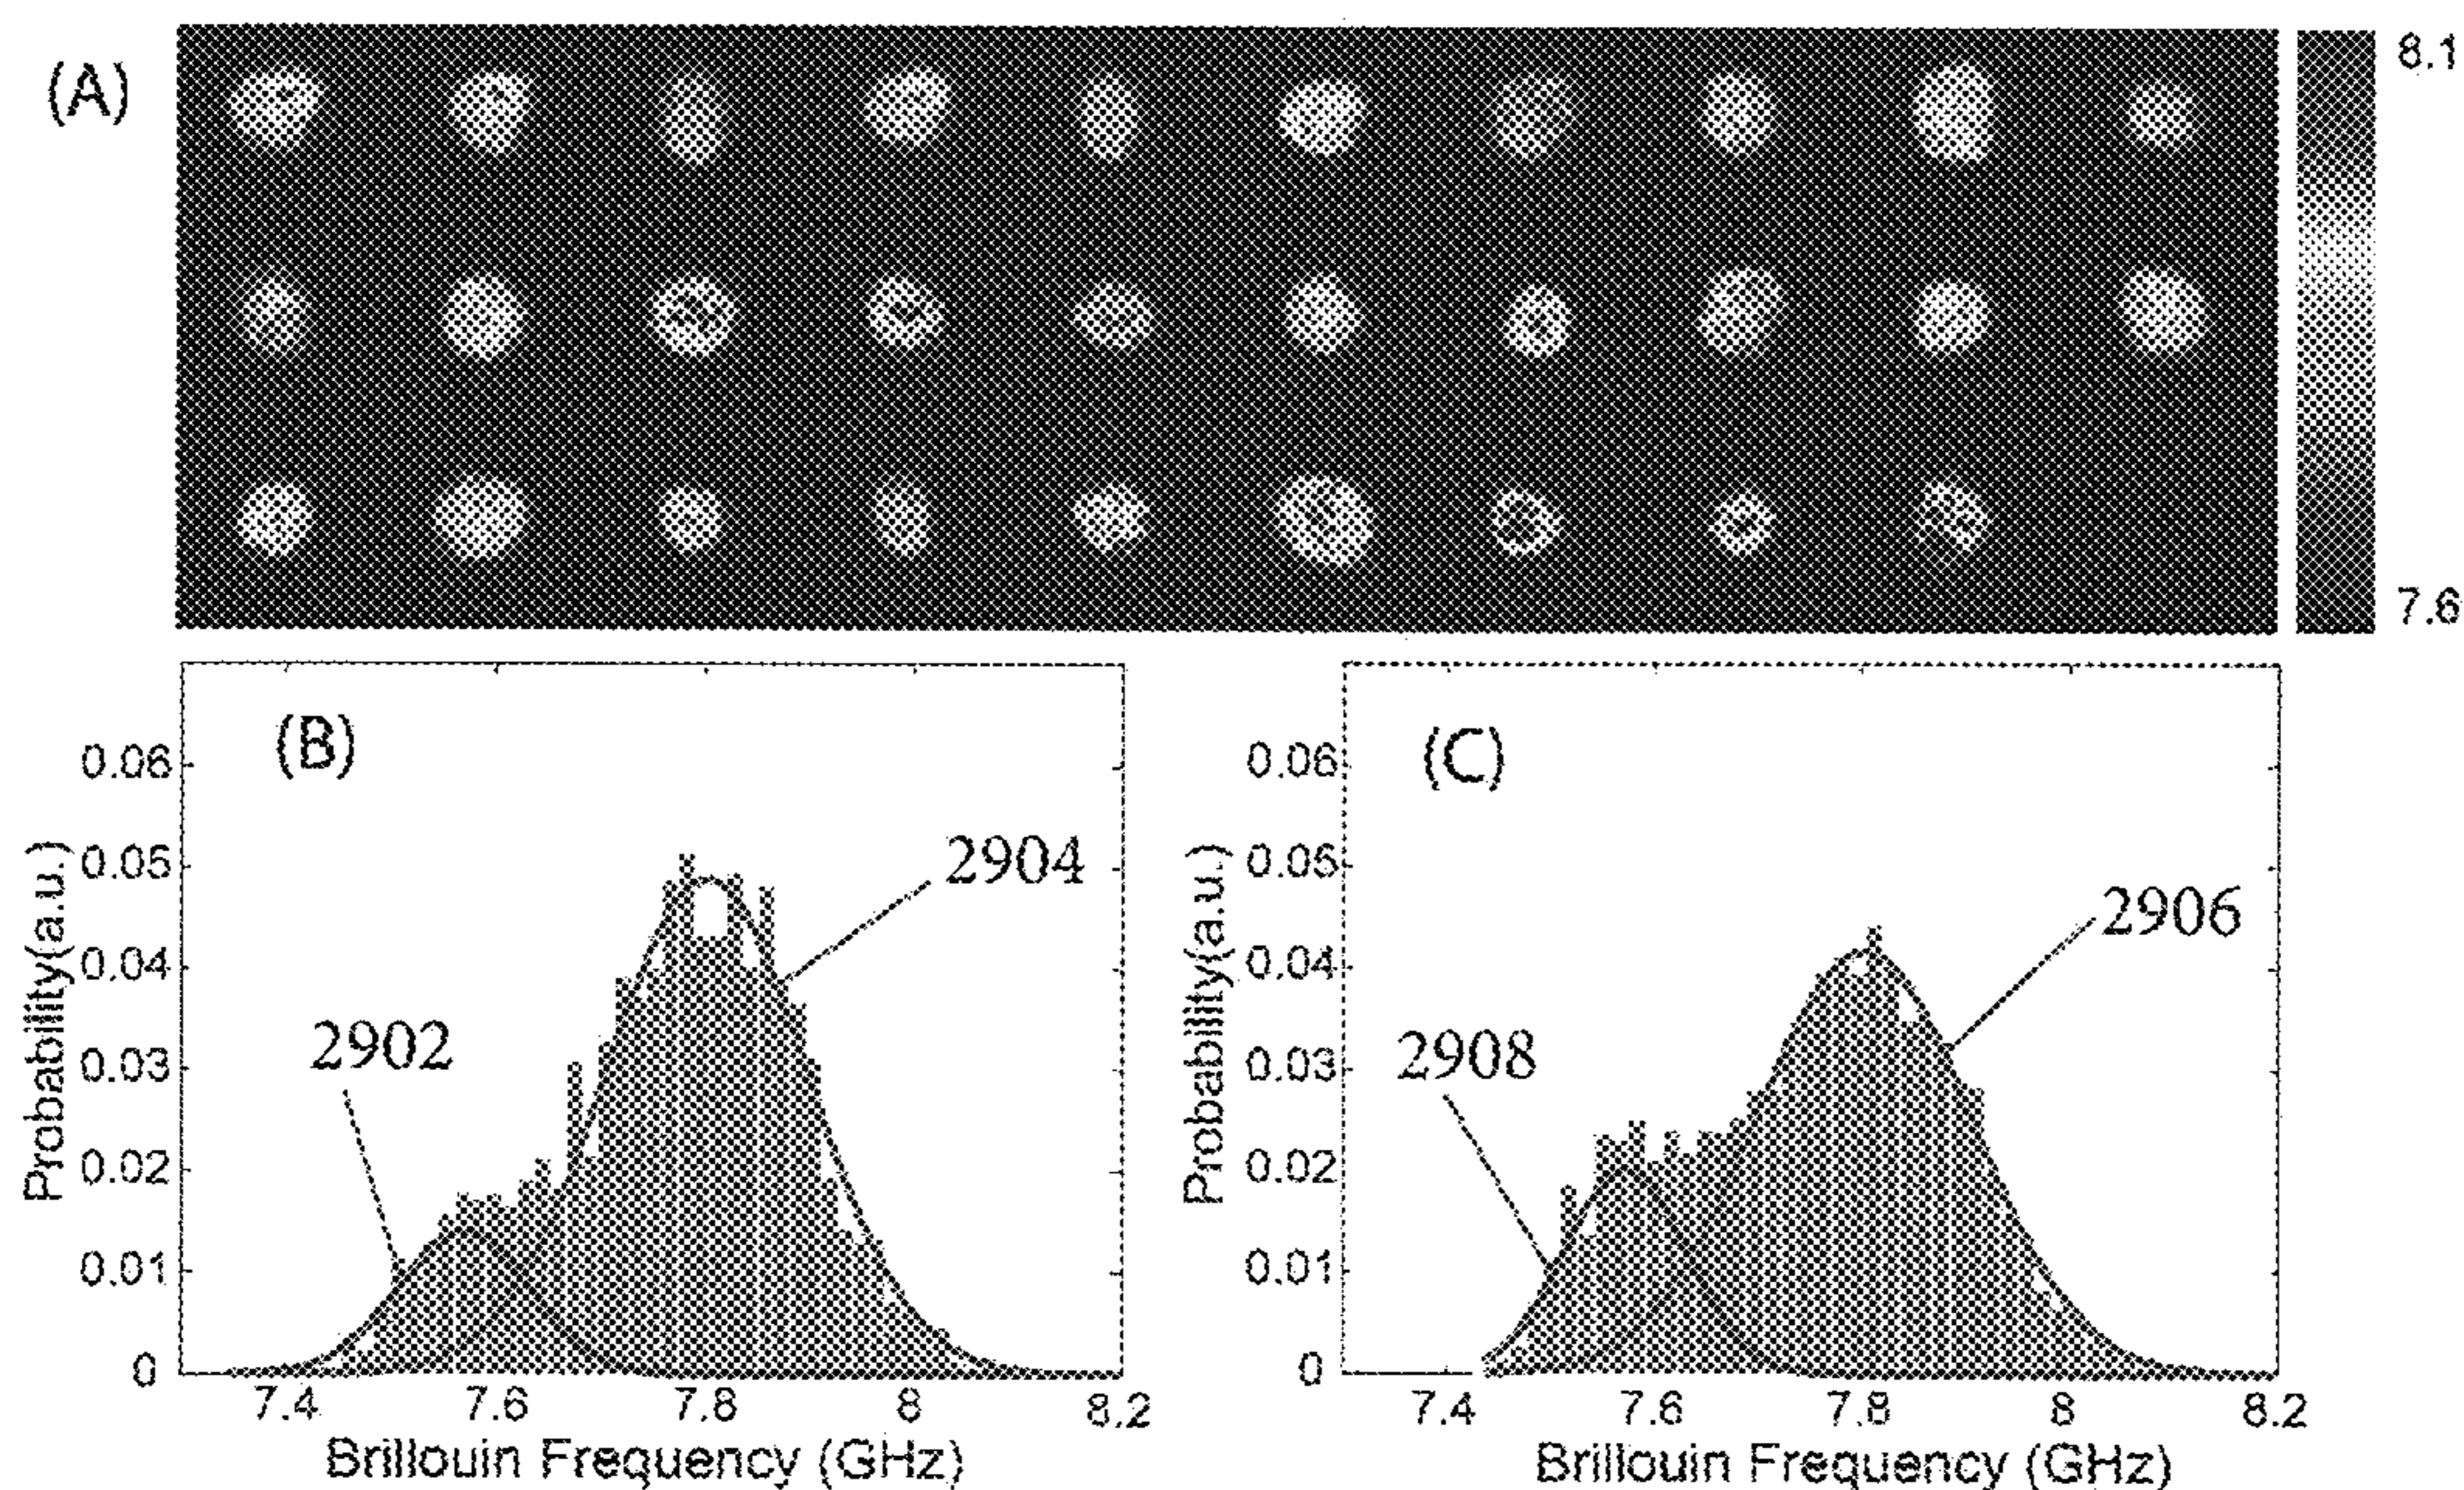 (A)
8.1
7.6
(B)
0.06
0.05
0.04
0.03
0.02
0.01
0
Probability(a.u.)
2902
2904
7.4 7.6 7.8 8 8.2
Brillouin Frequency (GHz)
(C)
0.06
0.05
0.04
0.03
0.02
0.01
0
Probability(a.u.)
2908
2906
7.4 7.6 7.8 8 8.2
Brillouin Frequency (GHz)